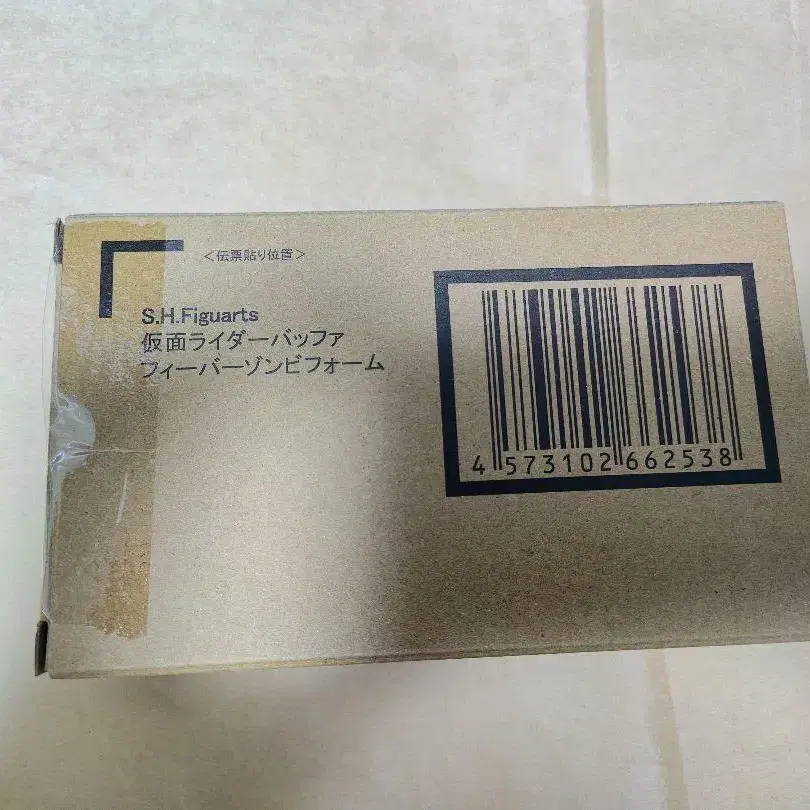 ＜伝票貼り位置＞
S.H.Figuarts
仮面ライダーバッファ
フィーバーゾンビフォーム
4 573102 662538